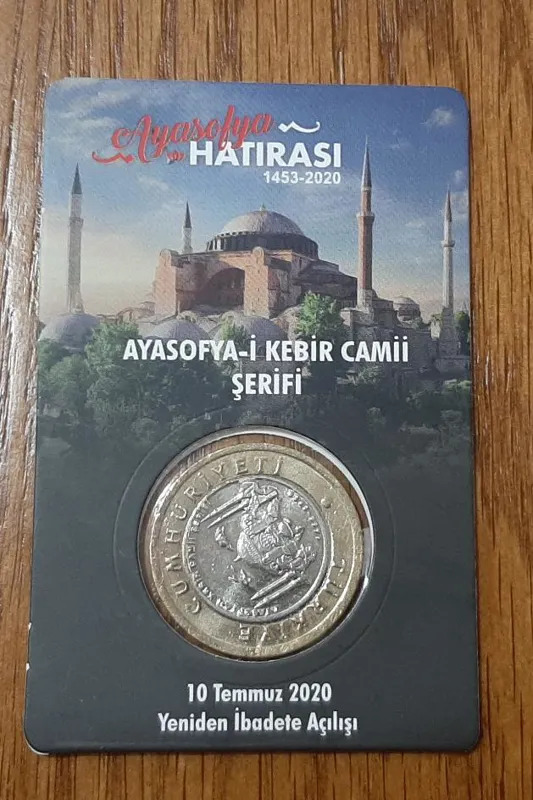 Ayasofya
HATIRASI
1453-2020
AYASOFYA-İ KEBİR CAMİİ
ŞERİFİ
TÜRKİYE CUMHURİYETİ
10 Temmuz 2020
Yeniden İbadete Açılışı